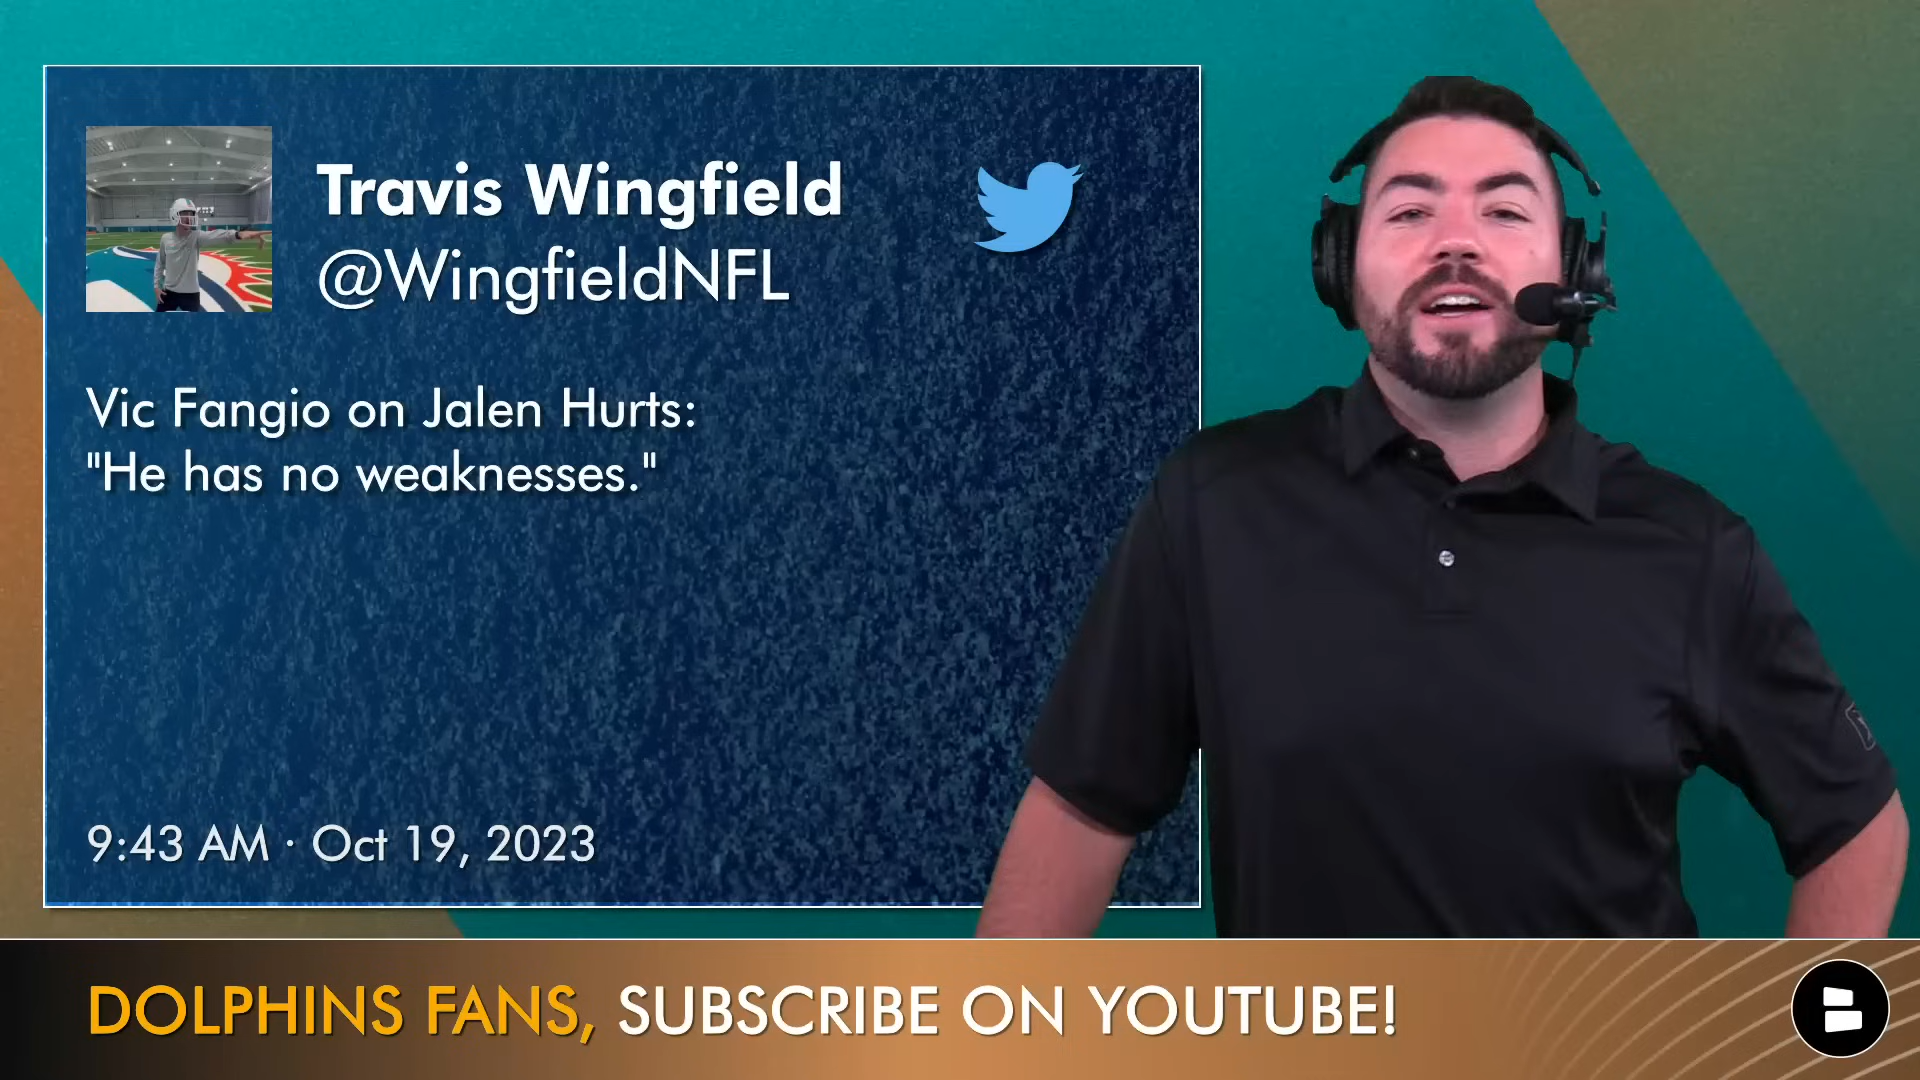 Travis Wingfield
@WingfieldNFL
Vic Fangio on Jalen Hurts:
"He has no weaknesses."
9:43 AM · Oct 19, 2023
DOLPHINS FANS, SUBSCRIBE ON YOUTUBE!